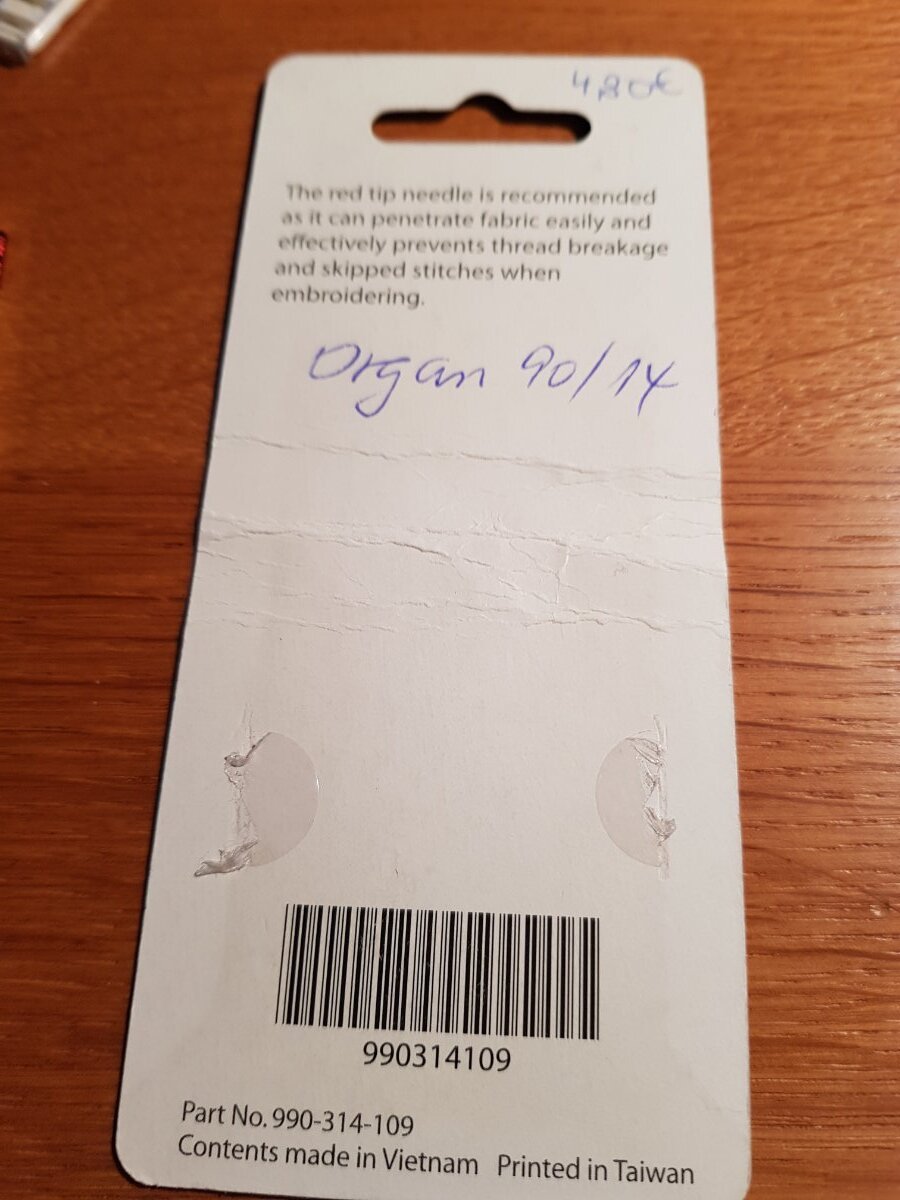 4,80€
The red tip needle is recommended
as it can penetrate fabric easily and
effectively prevents thread breakage
and skipped stitches when
embroidering.
Organ 90/14
990314109
Part No. 990-314-109
Contents made in Vietnam Printed in Taiwan